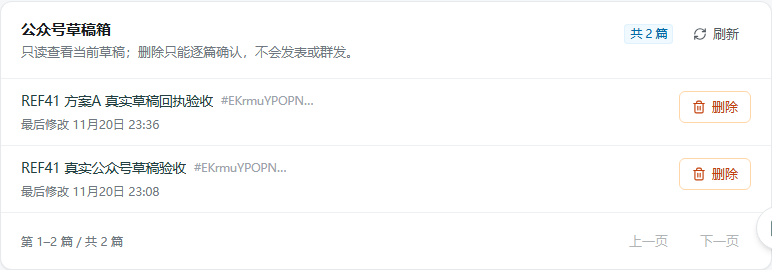 公众号草稿箱
共 2 篇
刷新
只读查看当前草稿；删除只能逐篇确认，不会发表或群发。
REF41 方案A 真实草稿回执验收 #EKrmuYPOPN...
删除
最后修改 11月20日 23:36
REF41 真实公众号草稿验收 #EKrmuYPOPN...
删除
最后修改 11月20日 23:08
第 1–2 篇 / 共 2 篇
上一页
下一页